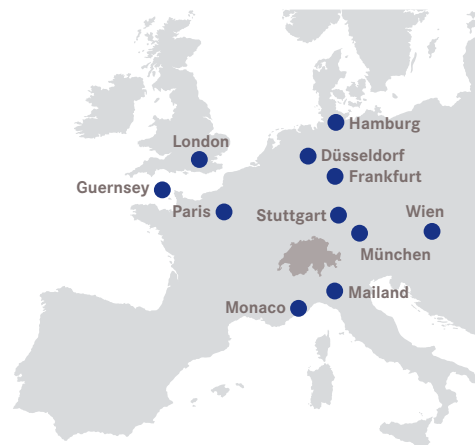 Hamburg
London
Düsseldorf
Frankfurt
Guernsey
Paris
Stuttgart
Wien
München
Mailand
Monaco